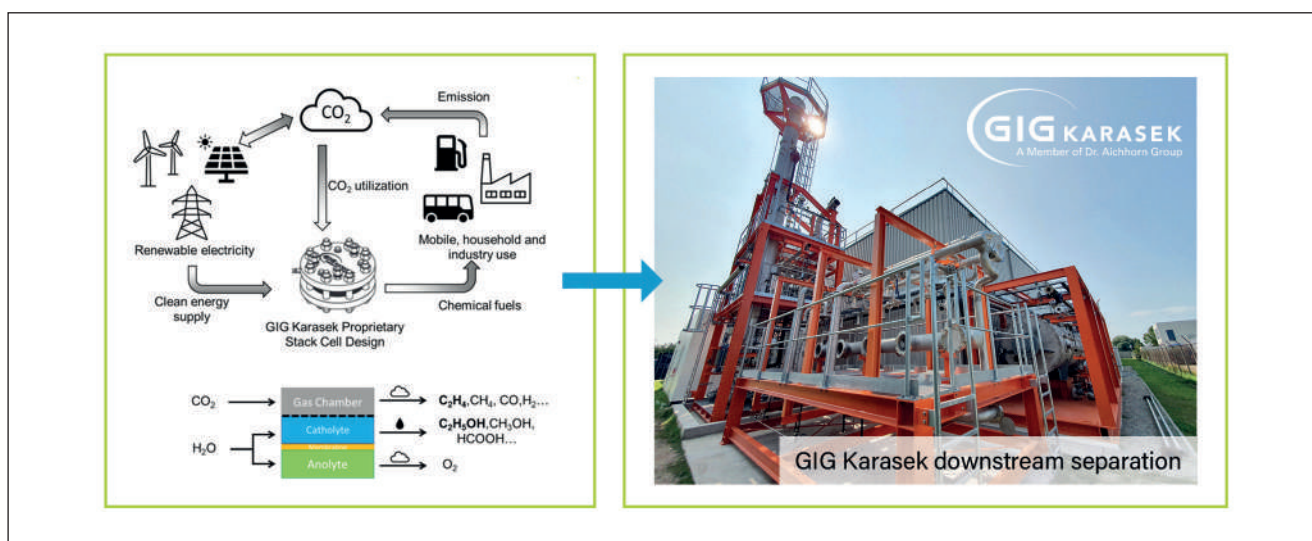 Emission
CO₂
CO₂ utilization
Renewable electricity
Mobile, household and
industry use
Clean energy
supply
Chemical fuels
GIG Karasek Proprietary
Stack Cell Design
CO₂
Gas Chamber
C₂H₄,CH₄, CO,H₂...
Catholyte
C₂H₅OH,CH₃OH,
HCOOH...
H₂O
Anolyte
O₂
GIG KARASEK
A Member of Dr. Aichhorn Group
GIG Karasek downstream separation